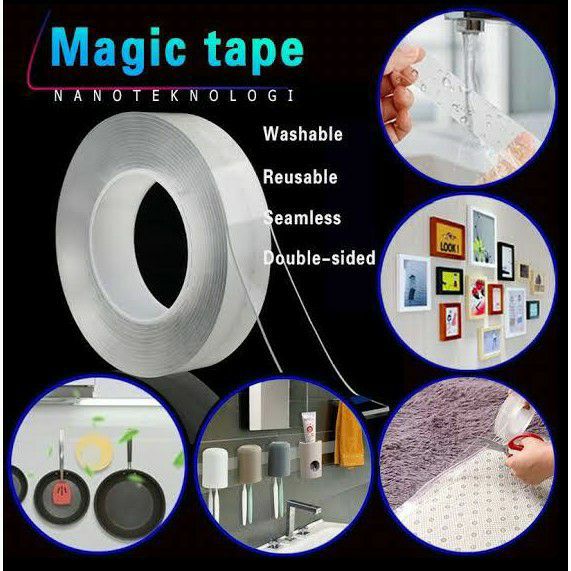 Magic tape
NANOTEKNOLOGI
Washable
Reusable
Seamless
Double-sided
LOOK!